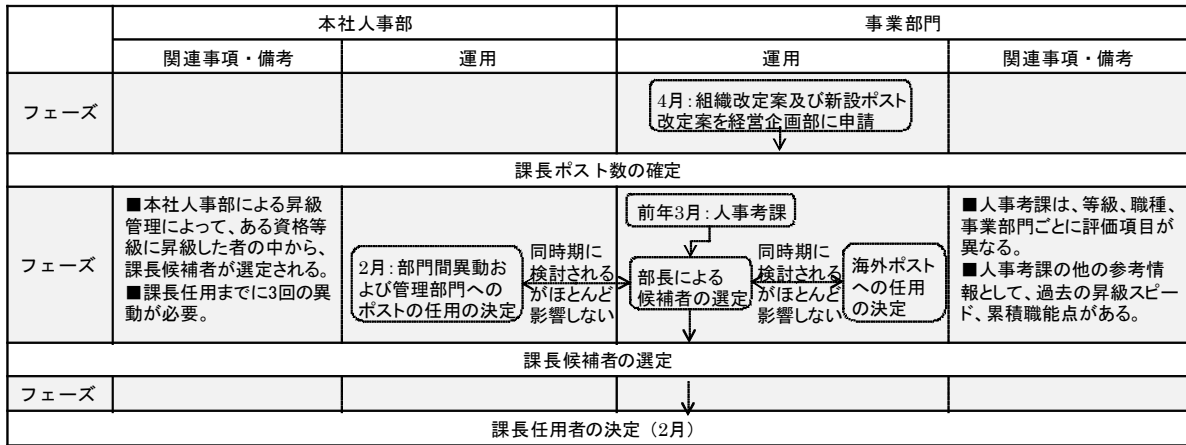 本社人事部
事業部門
関連事項・備考
運用
運用
関連事項・備考
フェーズ
4月：組織改定案及び新設ポスト
改定案を経営企画部に申請
課長ポスト数の確定
フェーズ
■本社人事部による昇級
管理によって、ある資格等
級に昇級した者の中から、
課長候補者が選定される。
■課長任用までに3回の異
動が必要。
2月：部門間異動お
よび管理部門への
ポストの任用の決定
同時期に
検討される
がほとんど
影響しない
前年3月：人事考課
部長による
候補者の選定
同時期に
検討される
がほとんど
影響しない
海外ポスト
への任用
の決定
■人事考課は、等級、職種、
事業部門ごとに評価項目が
異なる。
■人事考課の他の参考情
報として、過去の昇級スピー
ド、累積職能点がある。
課長候補者の選定
フェーズ
課長任用者の決定（2月）